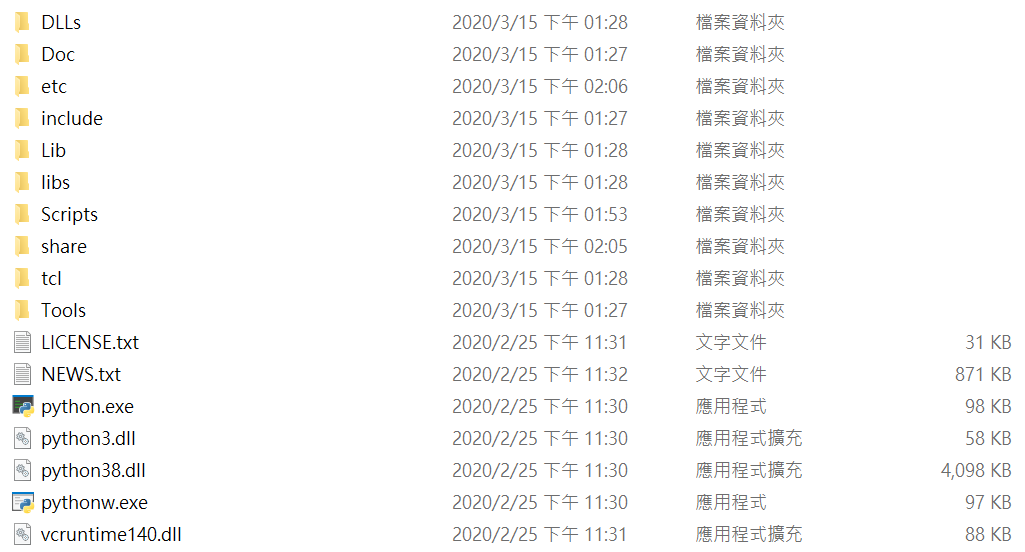 DLLs 2020/3/15 下午 01:28 檔案資料夾
Doc 2020/3/15 下午 01:27 檔案資料夾
etc 2020/3/15 下午 02:06 檔案資料夾
include 2020/3/15 下午 01:27 檔案資料夾
Lib 2020/3/15 下午 01:28 檔案資料夾
libs 2020/3/15 下午 01:28 檔案資料夾
Scripts 2020/3/15 下午 01:53 檔案資料夾
share 2020/3/15 下午 02:05 檔案資料夾
tcl 2020/3/15 下午 01:28 檔案資料夾
Tools 2020/3/15 下午 01:27 檔案資料夾
LICENSE.txt 2020/2/25 下午 11:31 文字文件 31 KB
NEWS.txt 2020/2/25 下午 11:32 文字文件 871 KB
python.exe 2020/2/25 下午 11:30 應用程式 98 KB
python3.dll 2020/2/25 下午 11:30 應用程式擴充 58 KB
python38.dll 2020/2/25 下午 11:30 應用程式擴充 4,098 KB
pythonw.exe 2020/2/25 下午 11:30 應用程式 97 KB
vcruntime140.dll 2020/2/25 下午 11:31 應用程式擴充 88 KB